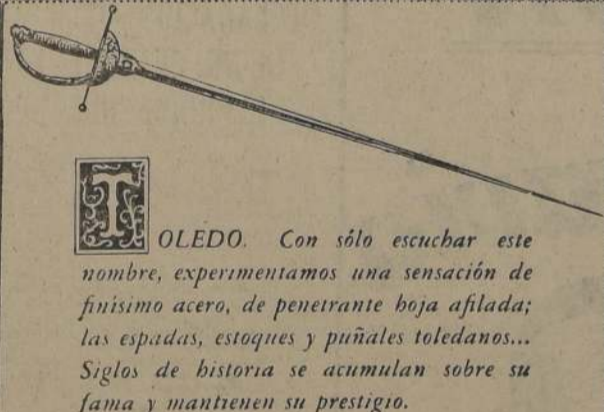 TOLEDO. Con sólo escuchar este
nombre, experimentamos una sensación de
finísimo acero, de penetrante hoja afilada;
las espadas, estoques y puñales toledanos...
Siglos de historia se acumulan sobre su
fama y mantienen su prestigio.